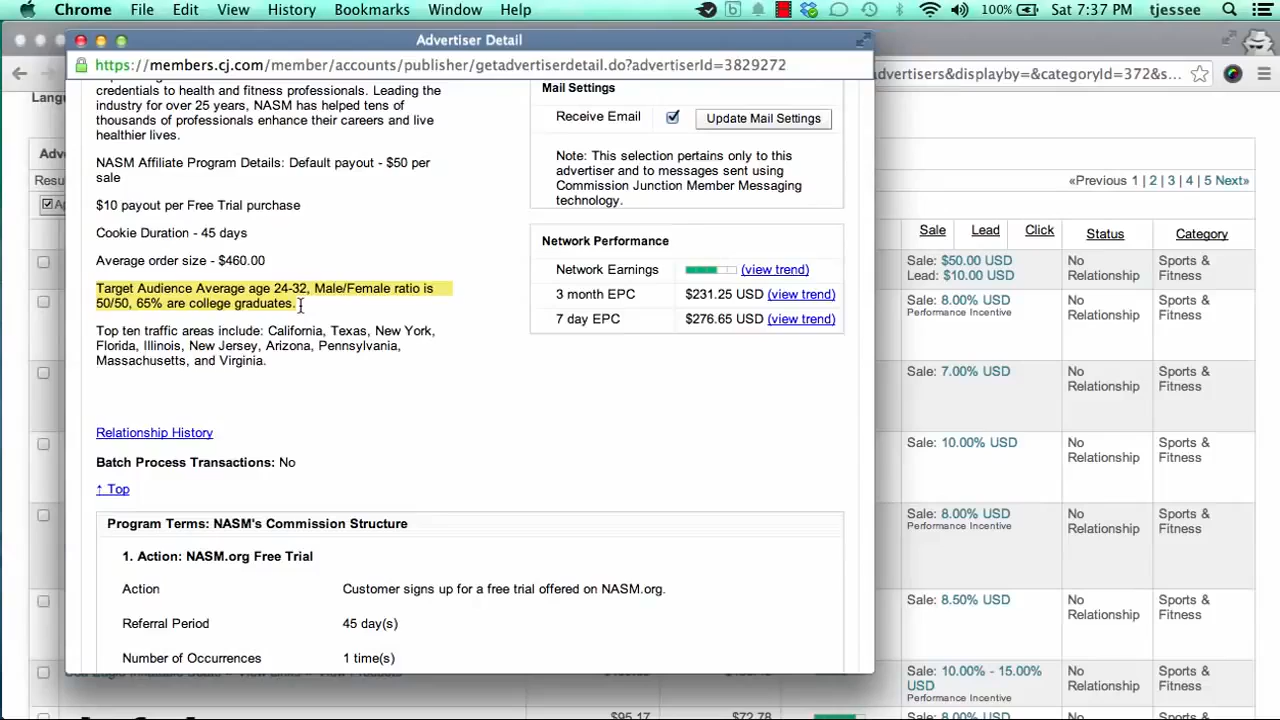 Chrome File Edit View History Bookmarks Window Help 100% Sat 7:37 PM tjessee
Advertiser Detail
https://members.cj.com/member/accounts/publisher/getadvertiserdetail.do?advertiserId=3829272
advertisers&displayby=&categoryId=372&s...
credentials to health and fitness professionals. Leading the
industry for over 25 years, NASM has helped tens of
thousands of professionals enhance their careers and live
healthier lives.
NASM Affiliate Program Details: Default payout - $50 per
sale
$10 payout per Free Trial purchase
Cookie Duration - 45 days
Average order size - $460.00
Target Audience Average age 24-32, Male/Female ratio is
50/50, 65% are college graduates.
Top ten traffic areas include: California, Texas, New York,
Florida, Illinois, New Jersey, Arizona, Pennsylvania,
Massachusetts, and Virginia.
Relationship History
Batch Process Transactions: No
↑ Top
Mail Settings
Receive Email Update Mail Settings
Note: This selection pertains only to this
advertiser and to messages sent using
Commission Junction Member Messaging
technology.
Network Performance
Network Earnings (view trend)
3 month EPC $231.25 USD (view trend)
7 day EPC $276.65 USD (view trend)
Program Terms: NASM's Commission Structure
1. Action: NASM.org Free Trial
Action Customer signs up for a free trial offered on NASM.org.
Referral Period 45 day(s)
Number of Occurrences 1 time(s)
«Previous 1 | 2 | 3 | 4 | 5 Next»
Sale Lead Click Status Category
Sale: $50.00 USD
Lead: $10.00 USD
No
Relationship
Sports &
Fitness
Sale: 8.00% USD
Performance Incentive
No
Relationship
Sports &
Fitness
Sale: 7.00% USD
No
Relationship
Sports &
Fitness
Sale: 10.00% USD
No
Relationship
Sports &
Fitness
Sale: 8.00% USD
Performance Incentive
No
Relationship
Sports &
Fitness
Sale: 8.50% USD
No
Relationship
Sports &
Fitness
Sale: 10.00% - 15.00%
USD
Performance Incentive
No
Relationship
Sports &
Fitness
$95.17 $72.78 Sale: 8.00% USD No Sports &